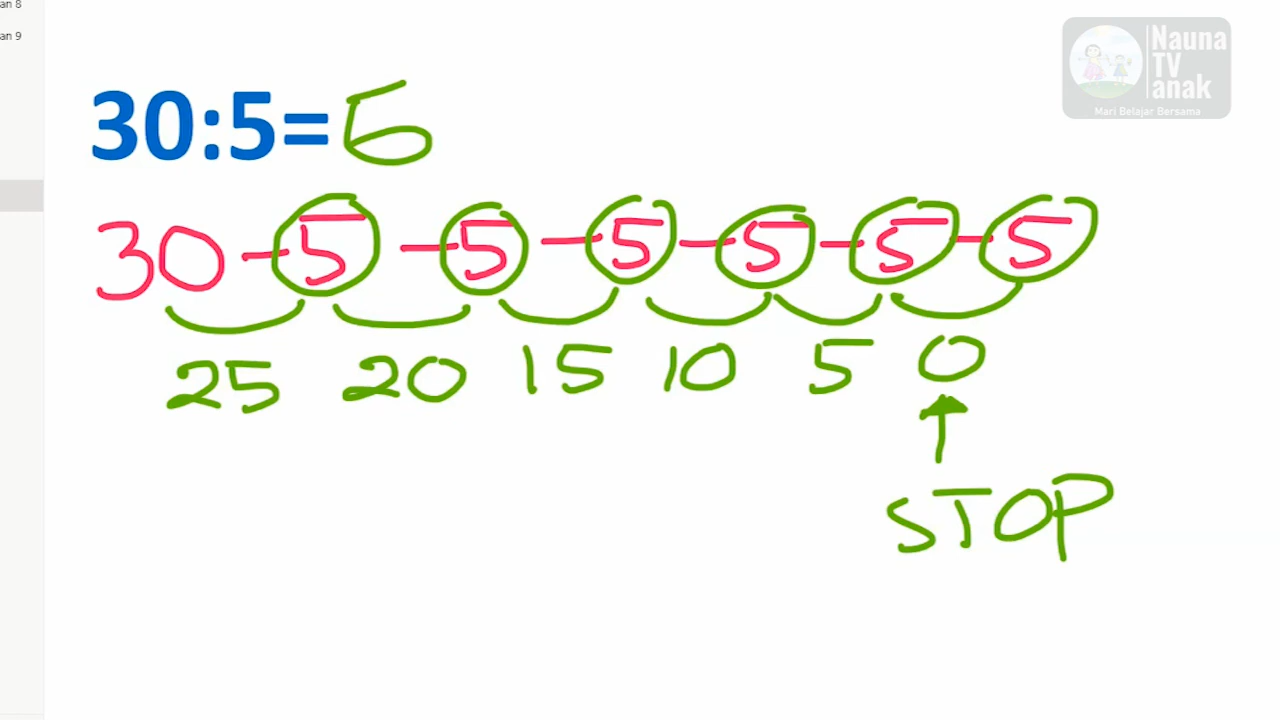 an 8
an 9
Nauna
TV
anak
Mari Belajar Bersama
30:5=6
30-5-5-5-5-5-5
25 20 15 10 5 0
STOP